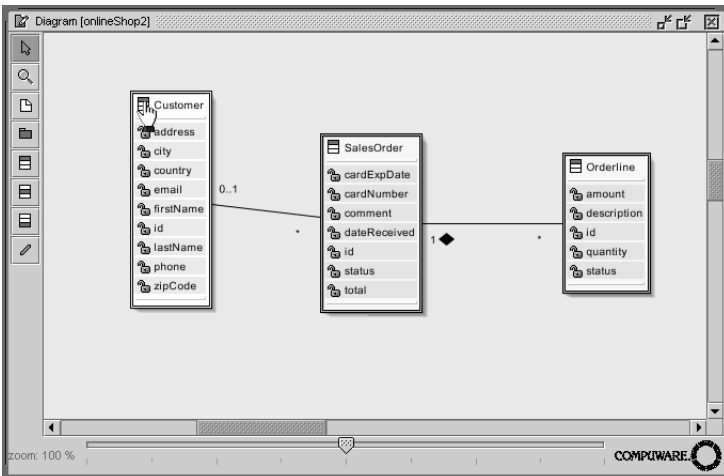 Diagram [onlineShop2]
Customer
address
city
country
email
firstName
id
lastName
phone
zipCode
0..1
*
SalesOrder
cardExpDate
cardNumber
comment
dateReceived
id
status
total
1
*
Orderline
amount
description
id
quantity
status
zoom: 100 %
COMPUWARE.